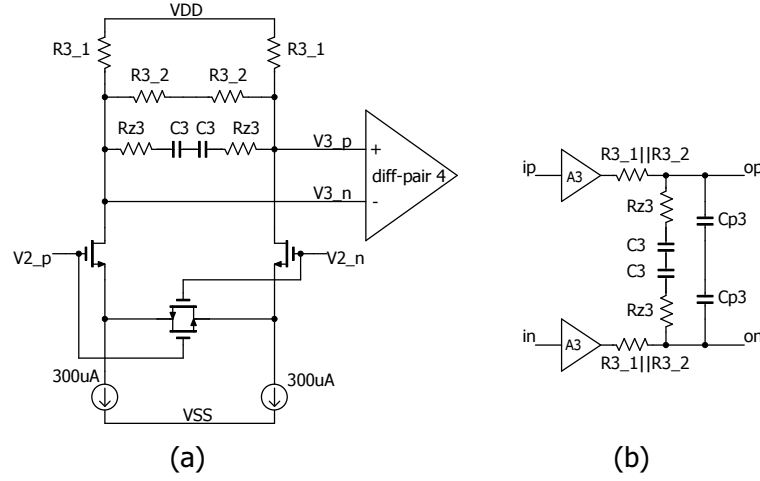 VDD
R3_1
R3_1
R3_2
R3_2
Rz3
C3
C3
Rz3
V3_p
+
diff-pair 4
V3_n
-
V2_p
V2_n
300uA
300uA
VSS
(a)
R3_1||R3_2
ip
A3
op
Rz3
Cp3
C3
C3
Cp3
Rz3
in
A3
on
R3_1||R3_2
(b)